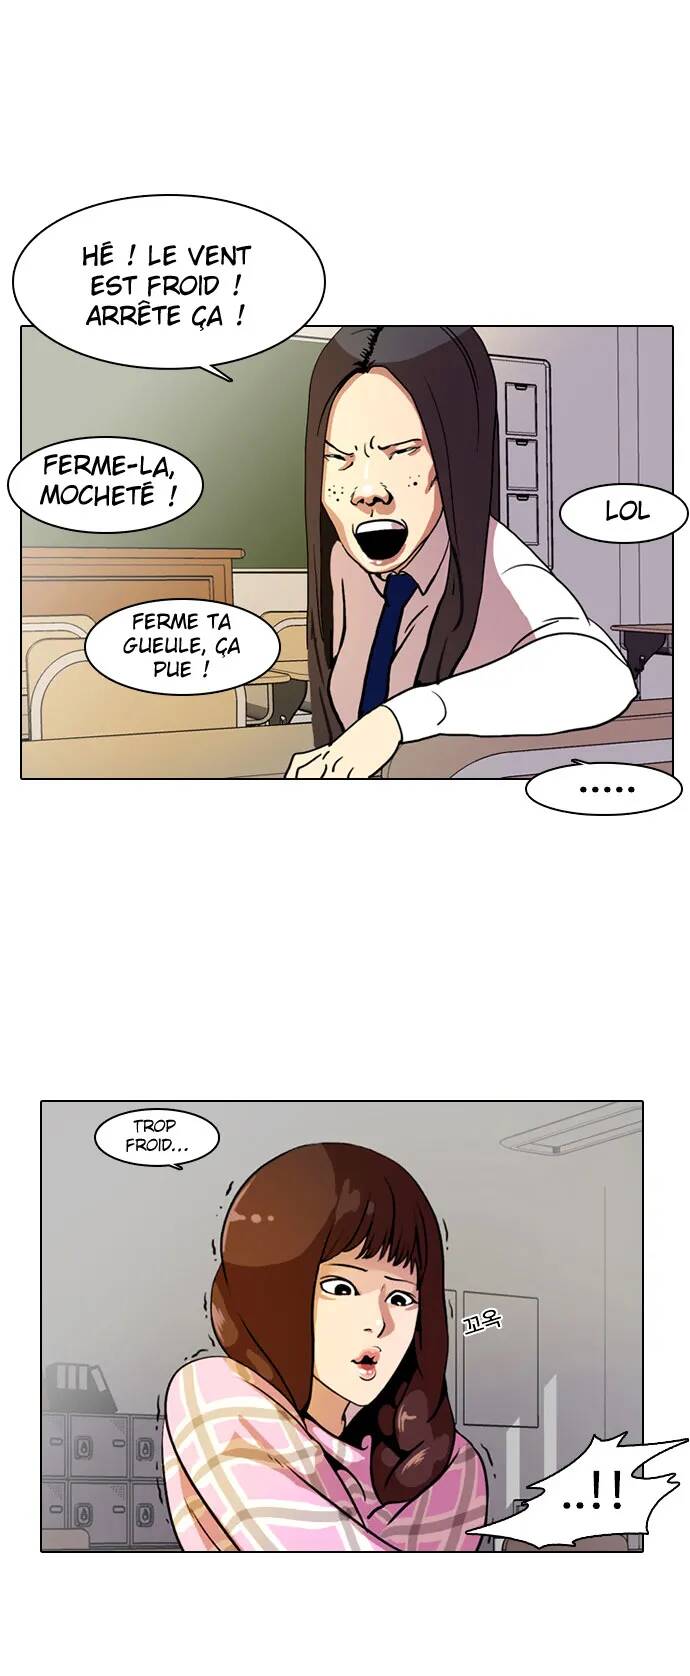 HÉ ! LE VENT
EST FROID !
ARRÊTE ÇA !
FERME-LA,
MOCHETÉ !
LOL
FERME TA
GUEULE, ÇA
PUE !
.....
TROP
FROID...
꼬옥
..!!